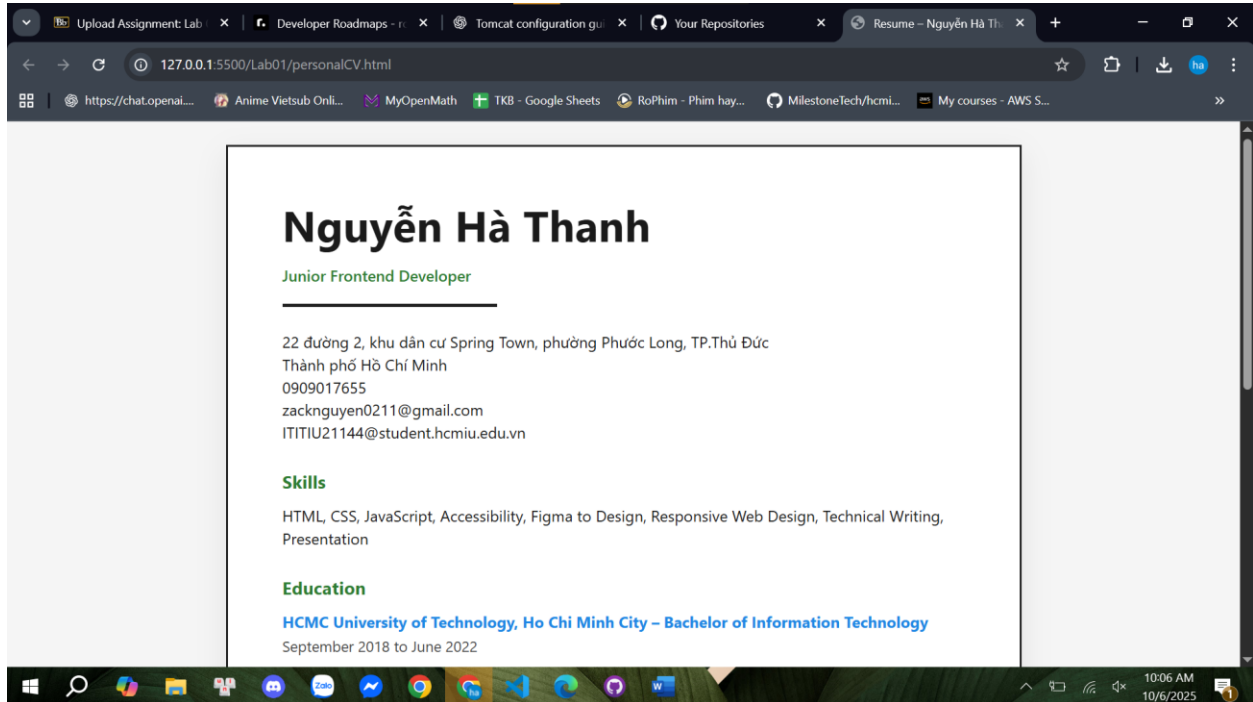 Upload Assignment: Lab
Developer Roadmaps - ro
Tomcat configuration gui
Your Repositories
Resume – Nguyễn Hà Th
127.0.0.1:5500/Lab01/personalCV.html
ha
https://chat.openai....
Anime Vietsub Onli...
MyOpenMath
TKB - Google Sheets
RoPhim - Phim hay...
MilestoneTech/hcmi...
My courses - AWS S...
Nguyễn Hà Thanh
Junior Frontend Developer
22 đường 2, khu dân cư Spring Town, phường Phước Long, TP.Thủ Đức
Thành phố Hồ Chí Minh
0909017655
zacknguyen0211@gmail.com
ITITIU21144@student.hcmiu.edu.vn
Skills
HTML, CSS, JavaScript, Accessibility, Figma to Design, Responsive Web Design, Technical Writing,
Presentation
Education
HCMC University of Technology, Ho Chi Minh City – Bachelor of Information Technology
September 2018 to June 2022
Zalo
10:06 AM
10/6/2025
1